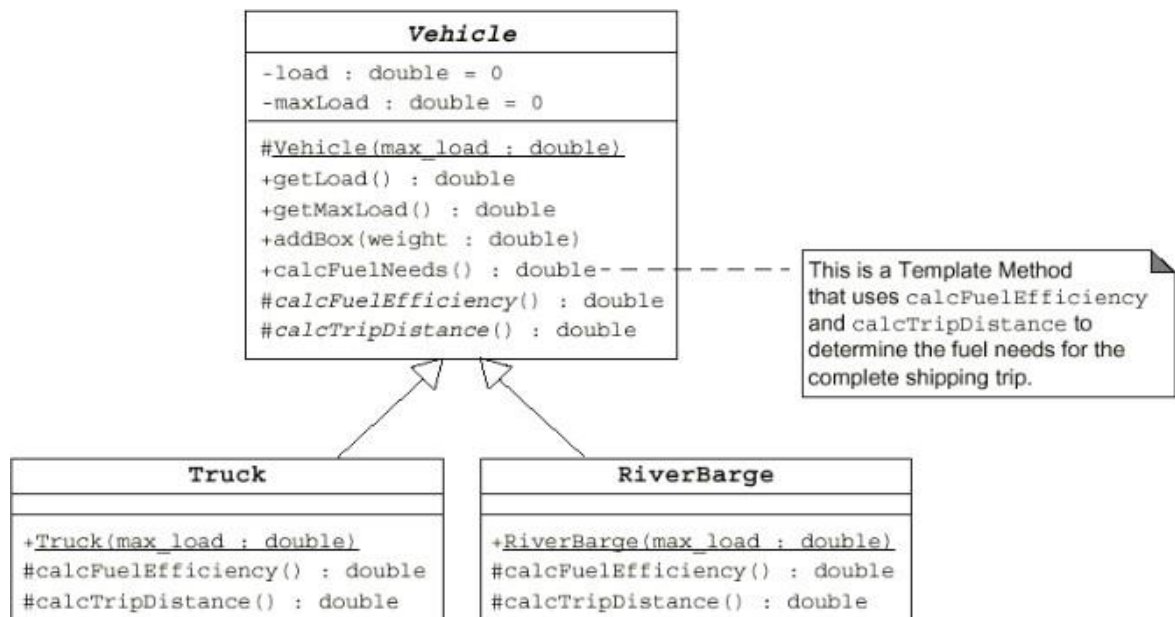 Vehicle
-load : double = 0
-maxLoad : double = 0
#Vehicle(max_load : double)
+getLoad() : double
+getMaxLoad() : double
+addBox(weight : double)
+calcFuelNeeds() : double
#calcFuelEfficiency() : double
#calcTripDistance() : double
This is a Template Method
that uses calcFuelEfficiency
and calcTripDistance to
determine the fuel needs for the
complete shipping trip.
Truck
+Truck(max_load : double)
#calcFuelEfficiency() : double
#calcTripDistance() : double
RiverBarge
+RiverBarge(max_load : double)
#calcFuelEfficiency() : double
#calcTripDistance() : double